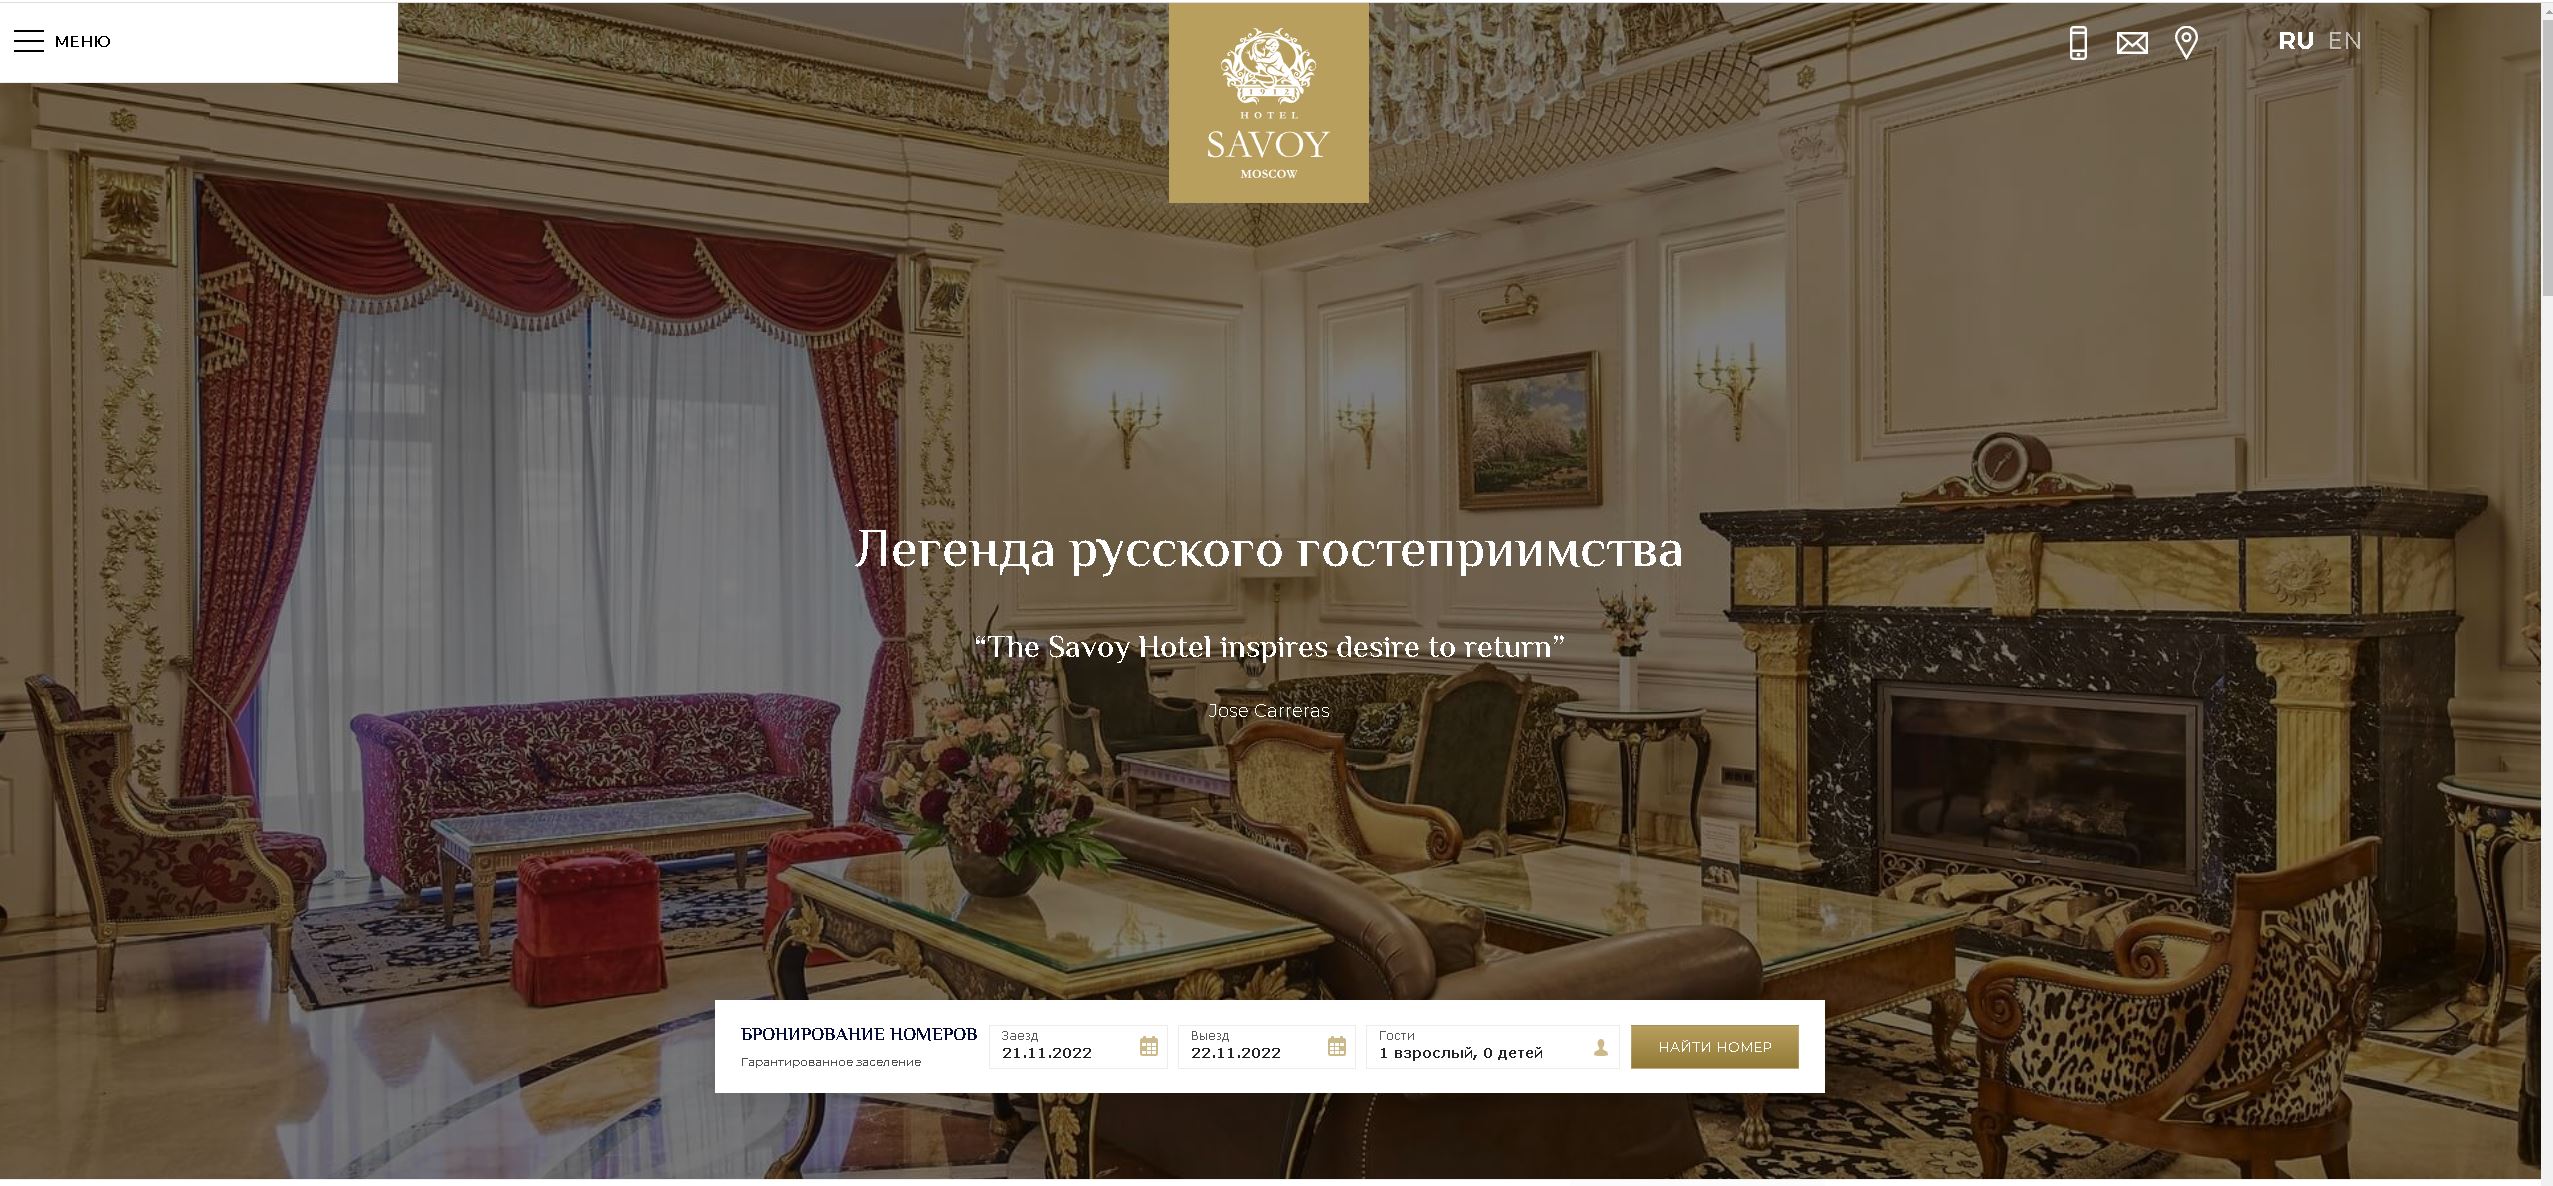 МЕНЮ
1912
HOTEL
SAVOY
MOSCOW
RU EN
Легенда русского гостеприимства
“The Savoy Hotel inspires desire to return”
Jose Carreras
БРОНИРОВАНИЕ НОМЕРОВ
Гарантированное заселение
Заезд
21.11.2022
Выезд
22.11.2022
Гости
1 взрослый, 0 детей
НАЙТИ НОМЕР